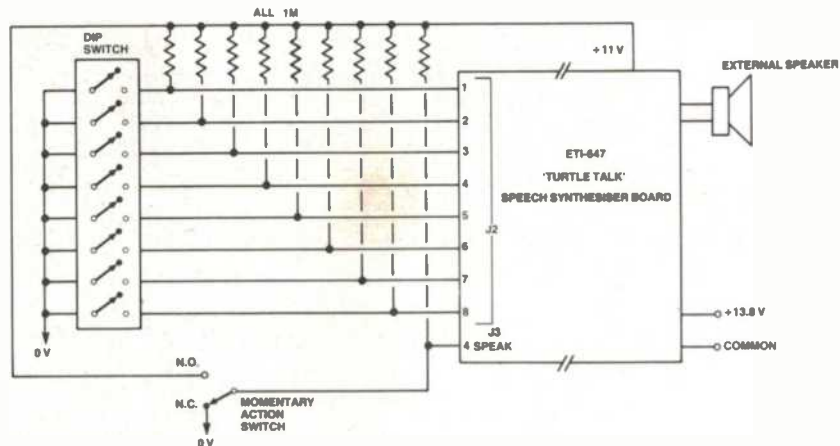 ALL 1M
DIP
SWITCH
+11 V
EXTERNAL SPEAKER
1
2
3
4
5
6
7
8
J2
ETI-647
'TURTLE TALK'
SPEECH SYNTHESISER BOARD
J3
4 SPEAK
+13.8 V
COMMON
0 V
N.O.
N.C.
MOMENTARY
ACTION
SWITCH
0 V